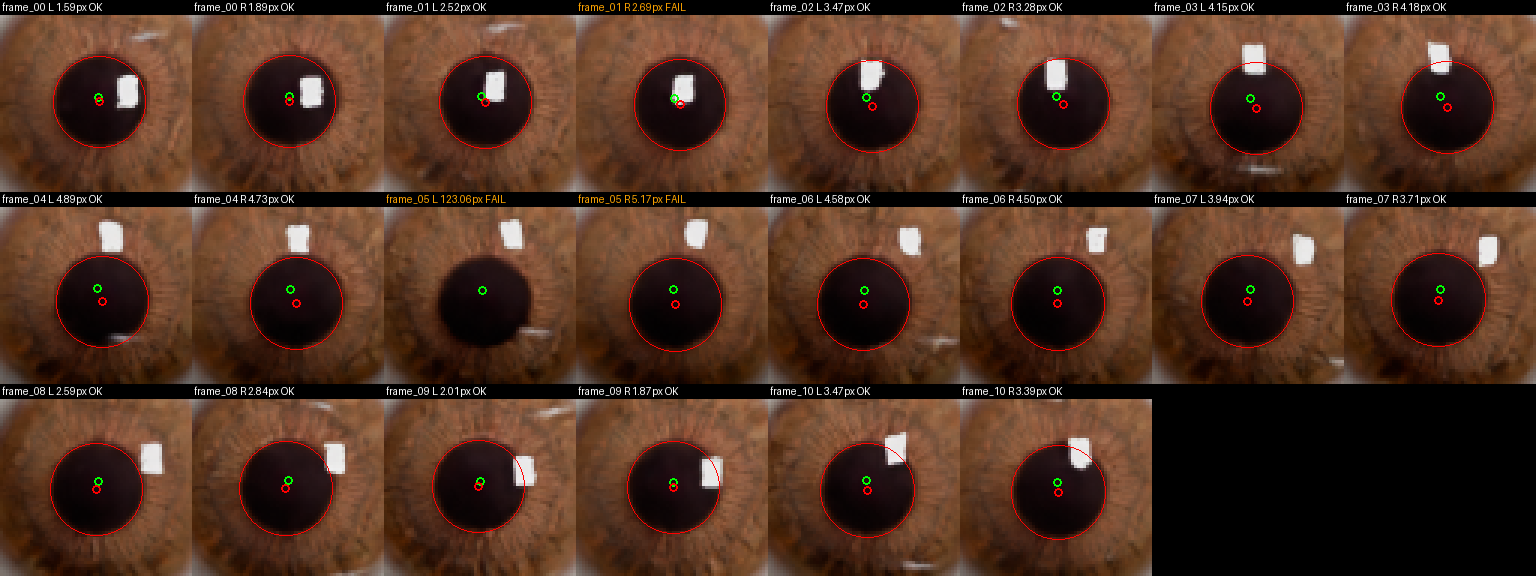 frame_00 L 1.59px OK
frame_00 R 1.89px OK
frame_01 L 2.52px OK
frame_01 R 2.69px FAIL
frame_02 L 3.47px OK
frame_02 R 3.28px OK
frame_03 L 4.15px OK
frame_03 R 4.18px OK
frame_04 L 4.89px OK
frame_04 R 4.73px OK
frame_05 L 123.06px FAIL
frame_05 R 5.17px FAIL
frame_06 L 4.58px OK
frame_06 R 4.50px OK
frame_07 L 3.94px OK
frame_07 R 3.71px OK
frame_08 L 2.59px OK
frame_08 R 2.84px OK
frame_09 L 2.01px OK
frame_09 R 1.87px OK
frame_10 L 3.47px OK
frame_10 R 3.39px OK